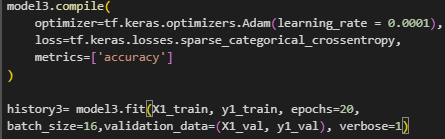 model3.compile(
    optimizer=tf.keras.optimizers.Adam(learning_rate = 0.0001),
    loss=tf.keras.losses.sparse_categorical_crossentropy,
    metrics=['accuracy']
)
history3= model3.fit(X1_train, y1_train, epochs=20,
batch_size=16,validation_data=(X1_val, y1_val), verbose=1)